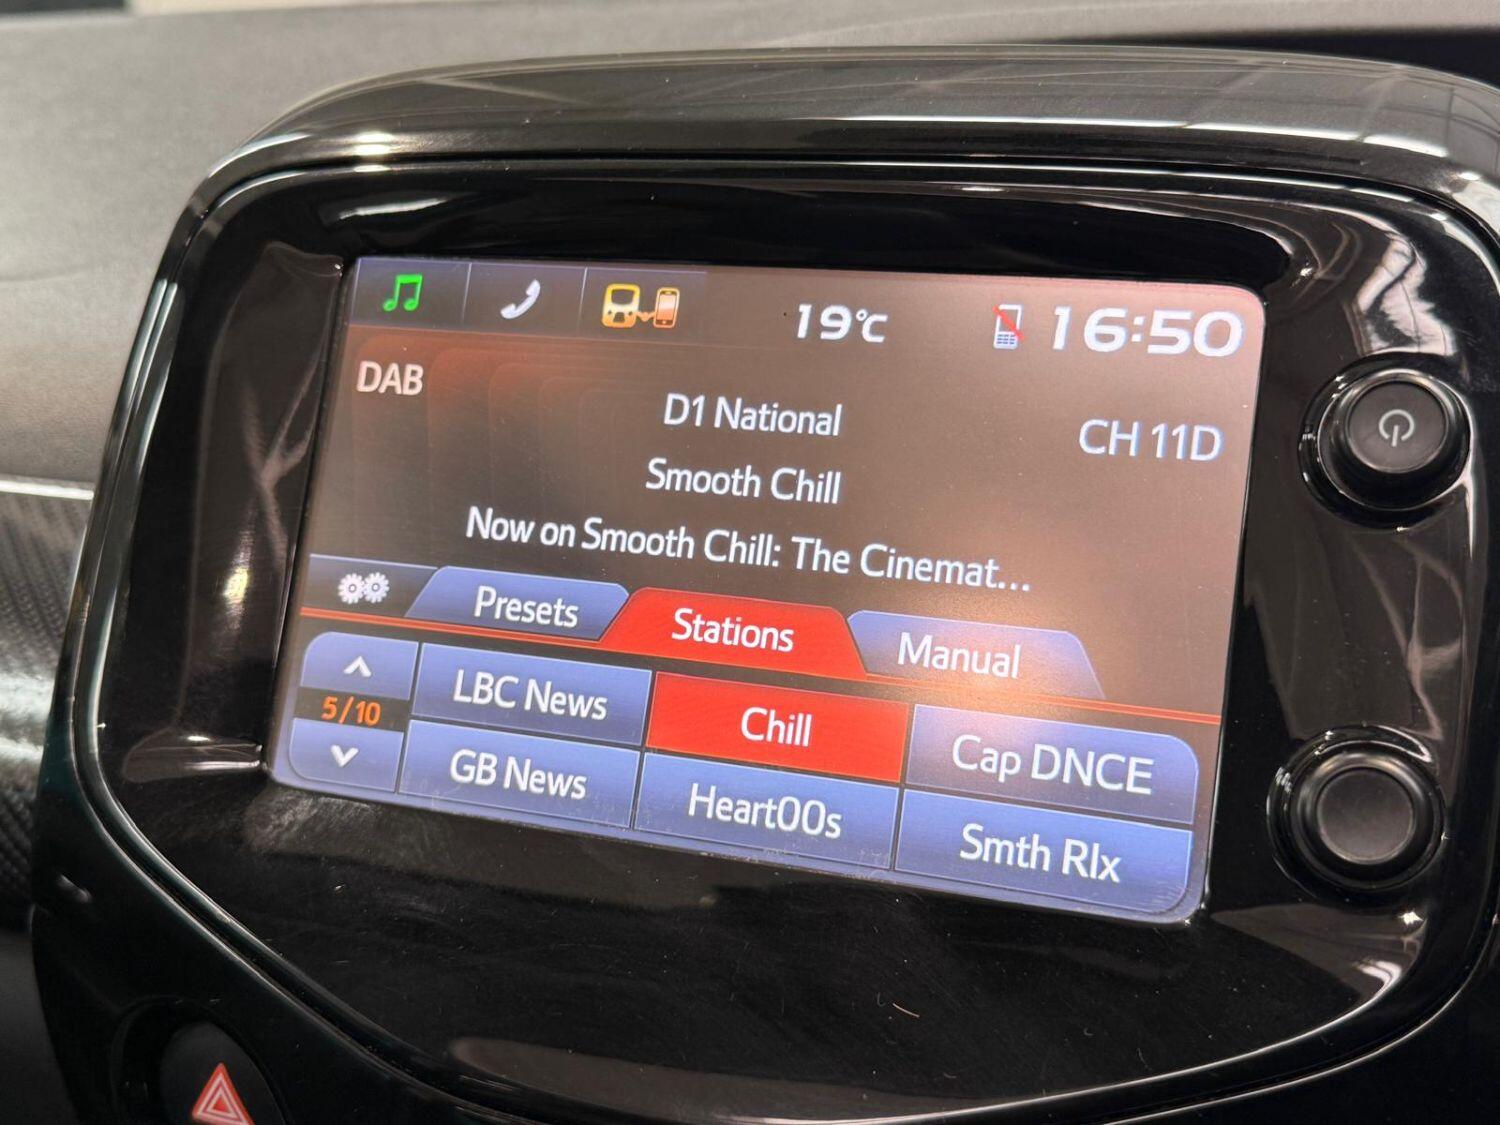 19°C
16:50
DAB
D1 National
CH 11D
Smooth Chill
Now on Smooth Chill: The Cinemat...
Presets
Stations
Manual
5/10
LBC News
Chill
Cap DNCE
GB News
Heart00s
Smth Rlx